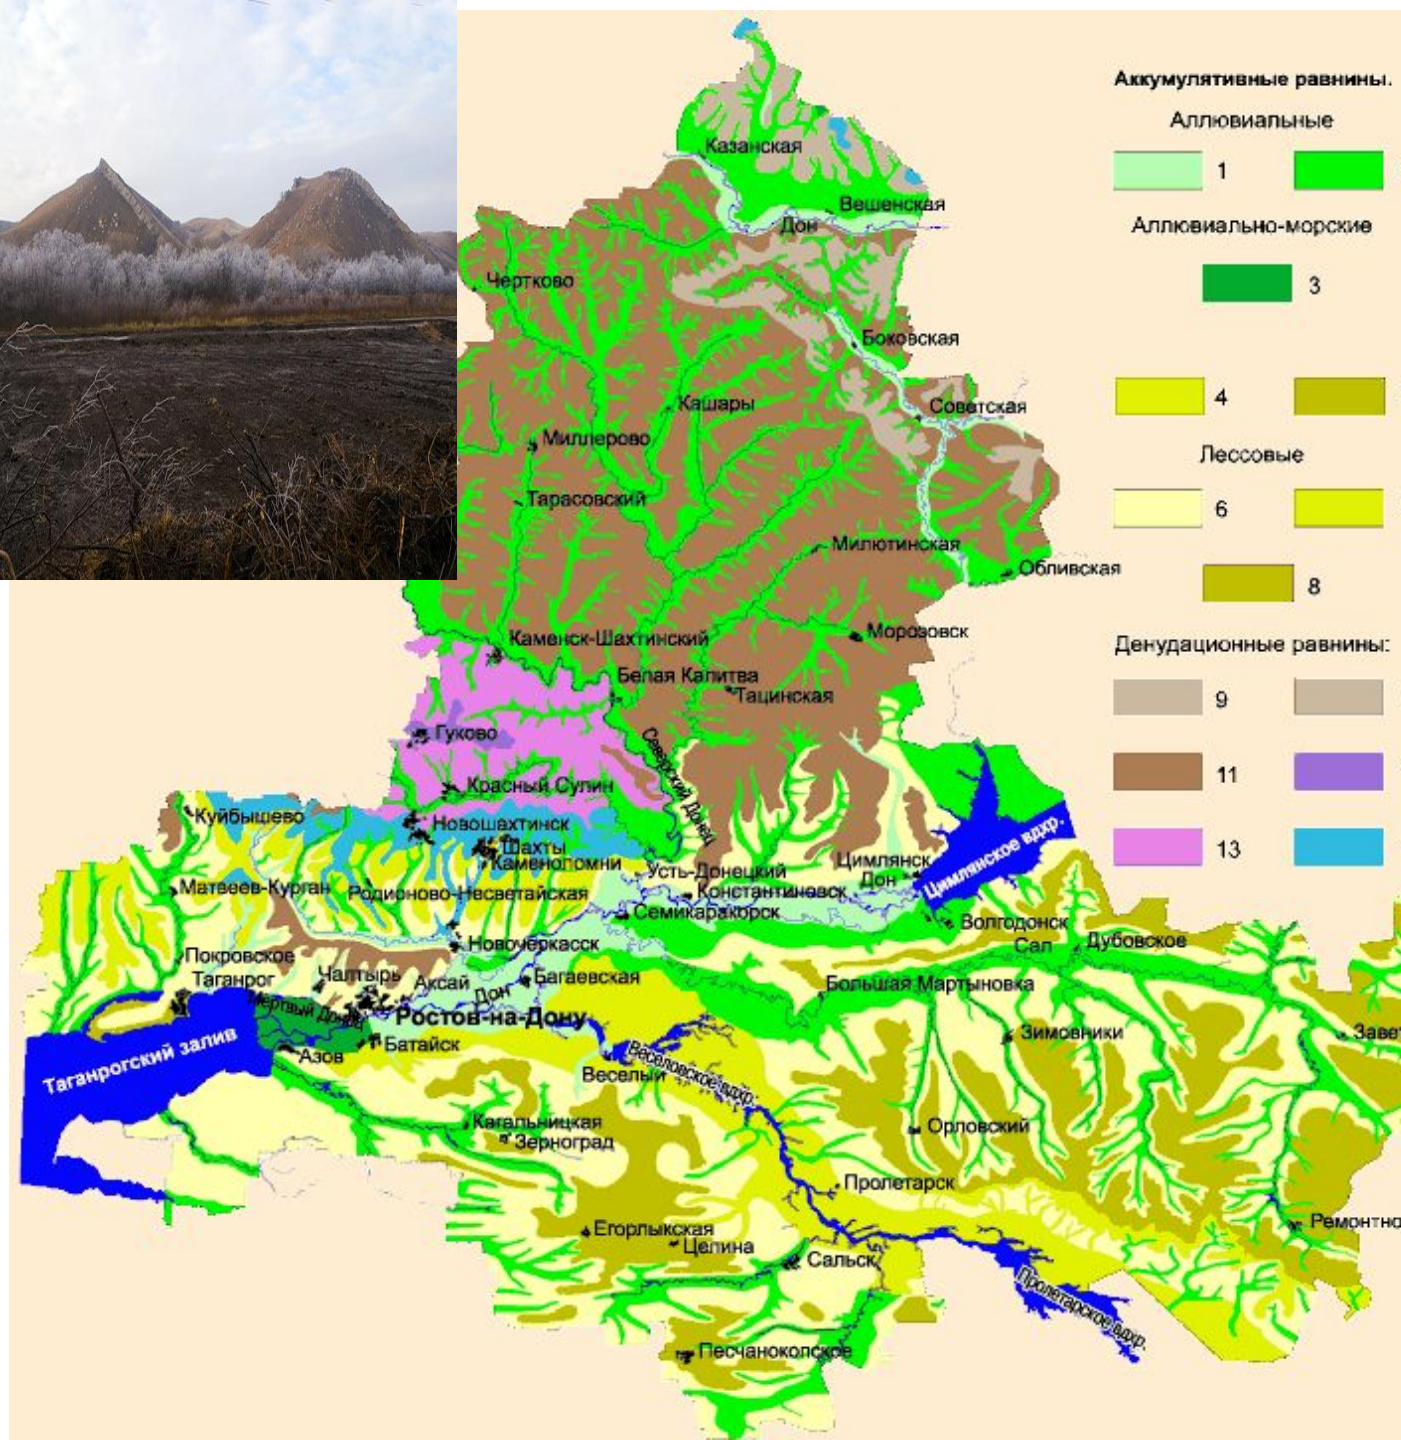 Аккумулятивные равнины.
Аллювиальные
1
Аллювиально-морские
3
4
Лессовые
6
8
Денудационные равнины:
9
11
13
Казанская
Вешенская
Дон
Чертково
Боковская
Советская
Кашары
Миллерово
Тарасовский
Милютинская
Обливская
Морозовск
Каменск-Шахтинский
Белая Калитва
Тацинская
Гуково
Северский Донец
Красный Сулин
Куйбышево
Новошахтинск
Шахты
Каменоломни
Цимлянское вдхр.
Усть-Донецкий
Цимлянск
Дон
Матвеев-Курган
Родионово-Несветайская
Константиновск
Семикаракорск
Волгодонск
Сал
Дубовское
Новочеркасск
Покровское
Таганрог
Чалтырь
Аксай
Дон
Багаевская
Большая Мартыновка
Мертвый Донец
Ростов-на-Дону
Таганрогский залив
Азов
Батайск
Зимовники
Заве
Веселый
Веселовское вдхр.
Кагальницкая
Зерноград
Орловский
Пролетарск
Егорлыкская
Целина
Сальск
Ремонтно
Пролетарское вдхр.
Песчанокопское